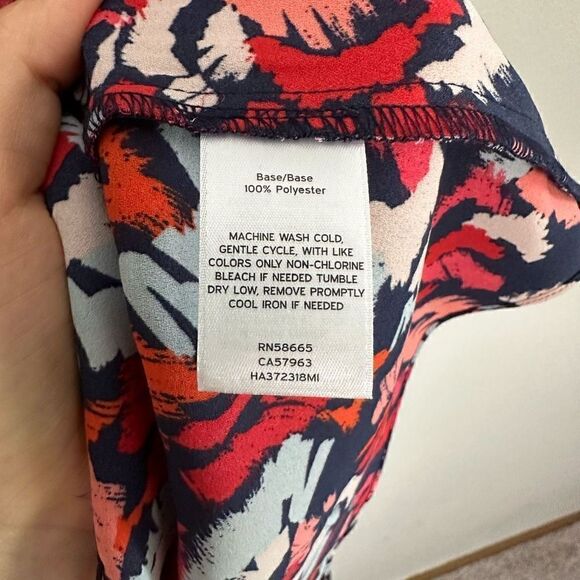 Base/Base
100% Polyester
MACHINE WASH COLD,
GENTLE CYCLE, WITH LIKE
COLORS ONLY NON-CHLORINE
BLEACH IF NEEDED TUMBLE
DRY LOW, REMOVE PROMPTLY
COOL IRON IF NEEDED
RN58665
CA57963
HA372318MI